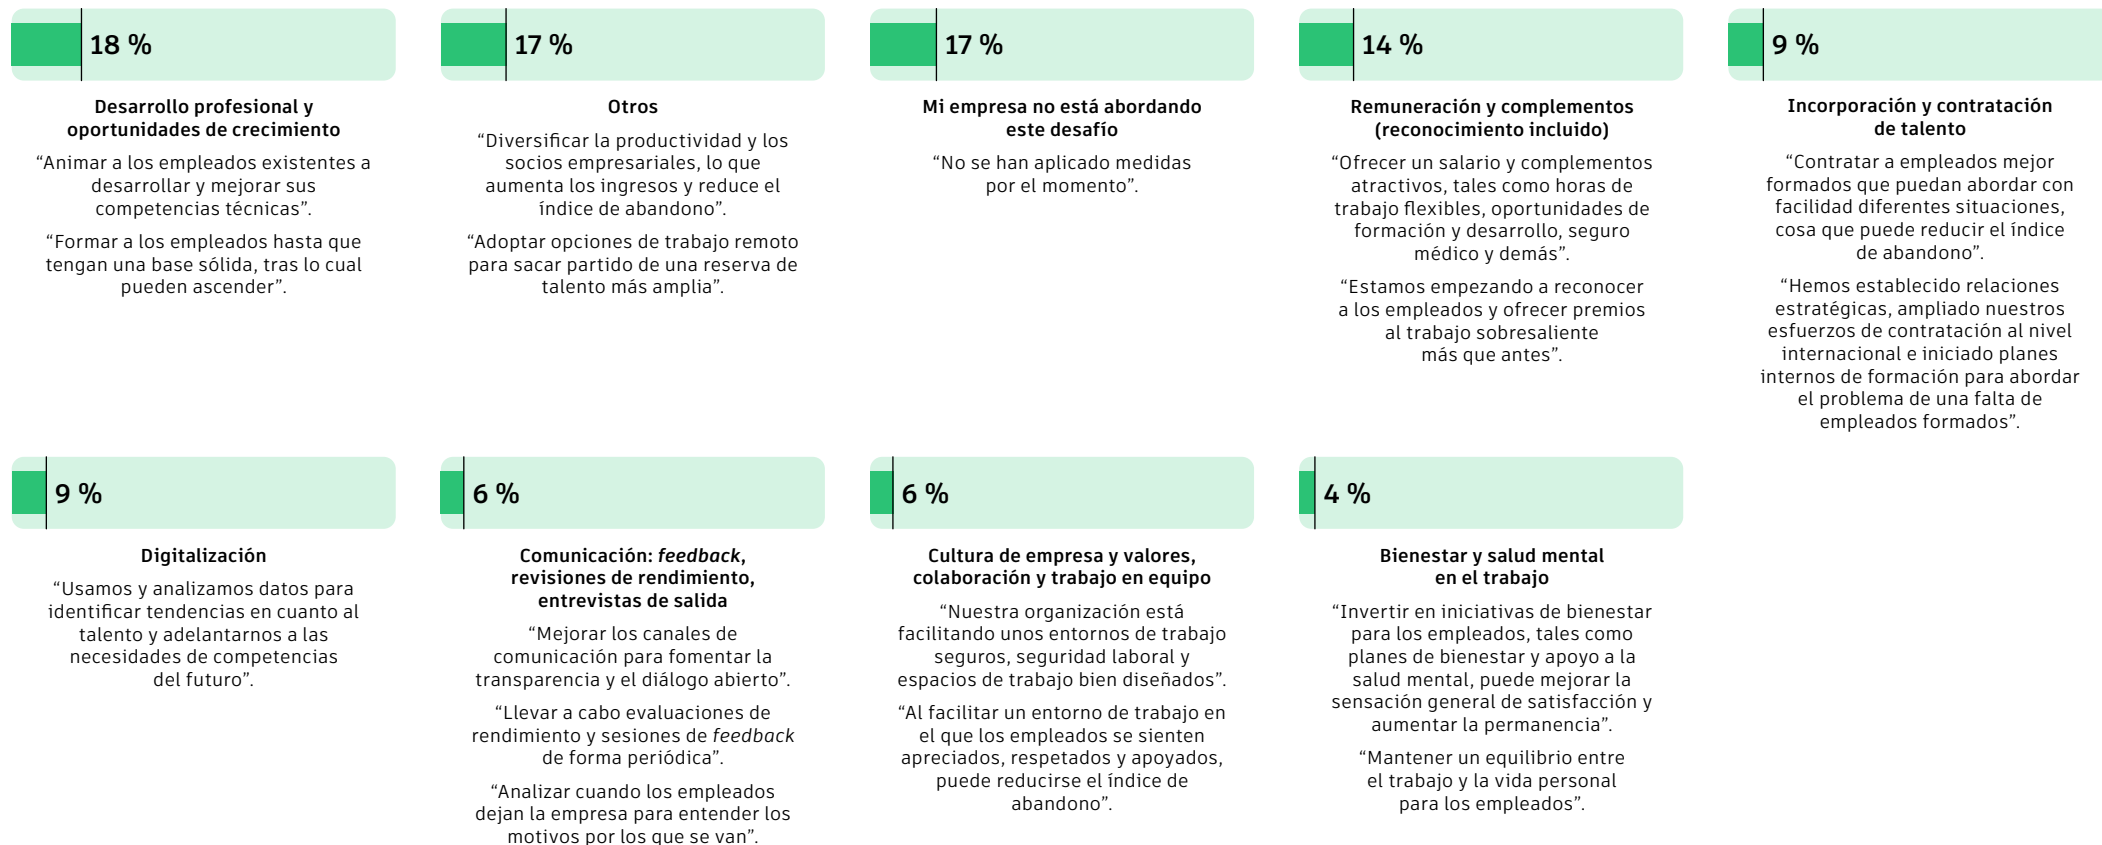 18 %
Desarrollo profesional y
oportunidades de crecimiento
“Animar a los empleados existentes a
desarrollar y mejorar sus
competencias técnicas”.
“Formar a los empleados hasta que
tengan una base sólida, tras lo cual
pueden ascender”.
17 %
Otros
“Diversificar la productividad y los
socios empresariales, lo que
aumenta los ingresos y reduce el
índice de abandono”.
“Adoptar opciones de trabajo remoto
para sacar partido de una reserva de
talento más amplia”.
17 %
Mi empresa no está abordando
este desafío
“No se han aplicado medidas
por el momento”.
14 %
Remuneración y complementos
(reconocimiento incluido)
“Ofrecer un salario y complementos
atractivos, tales como horas de
trabajo flexibles, oportunidades de
formación y desarrollo, seguro
médico y demás”.
“Estamos empezando a reconocer
a los empleados y ofrecer premios
al trabajo sobresaliente
más que antes”.
9 %
Incorporación y contratación
de talento
“Contratar a empleados mejor
formados que puedan abordar con
facilidad diferentes situaciones,
cosa que puede reducir el índice
de abandono”.
“Hemos establecido relaciones
estratégicas, ampliado nuestros
esfuerzos de contratación al nivel
internacional e iniciado planes
internos de formación para abordar
el problema de una falta de
empleados formados”.
9 %
Digitalización
“Usamos y analizamos datos para
identificar tendencias en cuanto al
talento y adelantarnos a las
necesidades de competencias
del futuro”.
6 %
Comunicación: feedback,
revisiones de rendimiento,
entrevistas de salida
“Mejorar los canales de
comunicación para fomentar la
transparencia y el diálogo abierto”.
“Llevar a cabo evaluaciones de
rendimiento y sesiones de feedback
de forma periódica”.
“Analizar cuando los empleados
dejan la empresa para entender los
motivos por los que se van”.
6 %
Cultura de empresa y valores,
colaboración y trabajo en equipo
“Nuestra organización está
facilitando unos entornos de trabajo
seguros, seguridad laboral y
espacios de trabajo bien diseñados”.
“Al facilitar un entorno de trabajo en
el que los empleados se sienten
apreciados, respetados y apoyados,
puede reducirse el índice de
abandono”.
4 %
Bienestar y salud mental
en el trabajo
“Invertir en iniciativas de bienestar
para los empleados, tales como
planes de bienestar y apoyo a la
salud mental, puede mejorar la
sensación general de satisfacción y
aumentar la permanencia”.
“Mantener un equilibrio entre
el trabajo y la vida personal
para los empleados”.